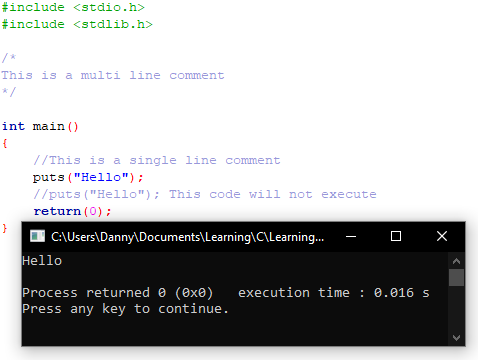 #include <stdio.h>
#include <stdlib.h>
/*
This is a multi line comment
*/
int main()
{
//This is a single line comment
puts("Hello");
//puts("Hello"); This code will not execute
return(0);
}
C:\Users\Danny\Documents\Learning\C\Learning...
Hello
Process returned 0 (0x0)   execution time : 0.016 s
Press any key to continue.